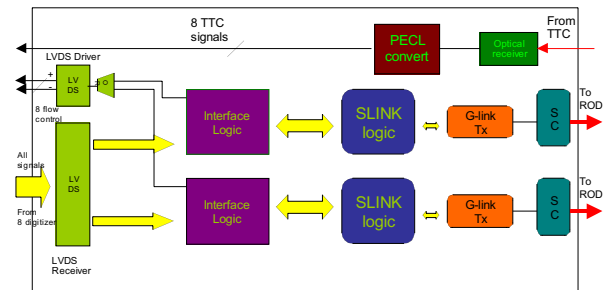 8 TTC
signals
From
TTC
PECL
convert
Optical
receiver
LVDS Driver
+
-
LV
DS
8 flow
control
Interface
Logic
SLINK
logic
G-link
Tx
S
C
To
ROD
All
signals
LV
DS
From
8 digitizer
Interface
Logic
SLINK
logic
G-link
Tx
S
C
To
ROD
LVDS
Receiver